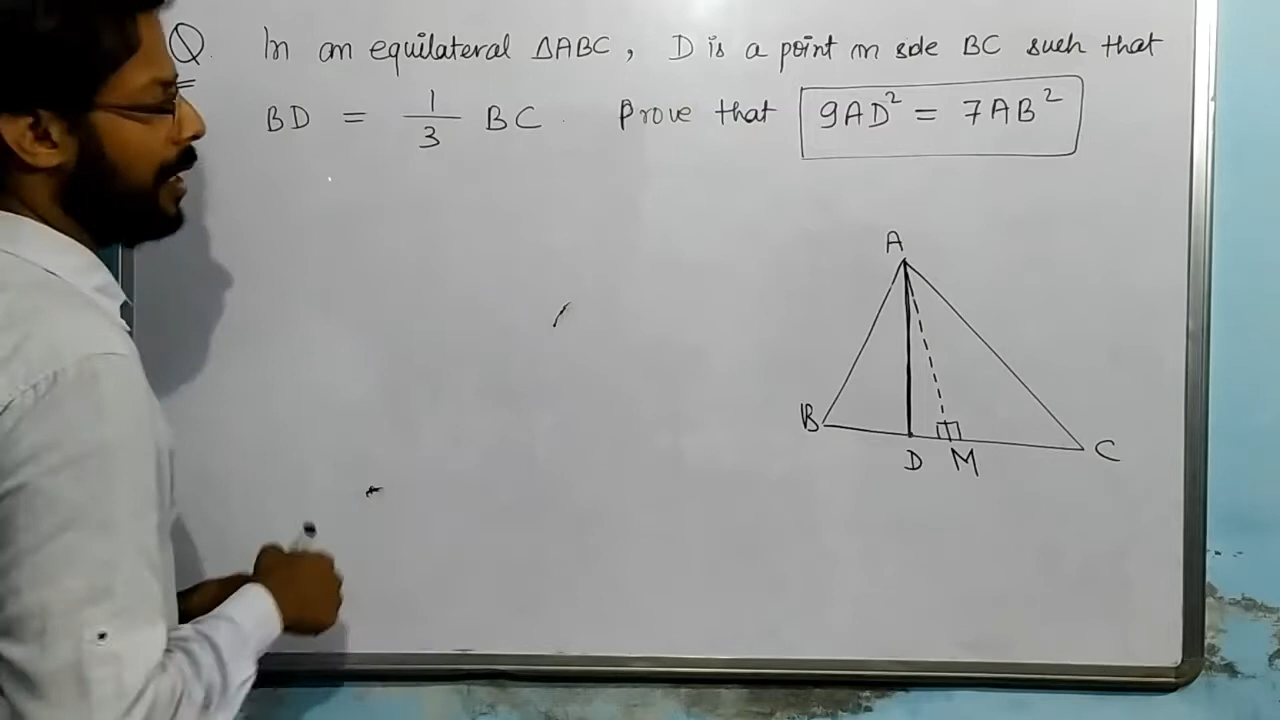 Q. In an equilateral ΔABC, D is a point on side BC such that
BD = 1/3 BC. Prove that 9AD² = 7AB²
A
B
D M
C